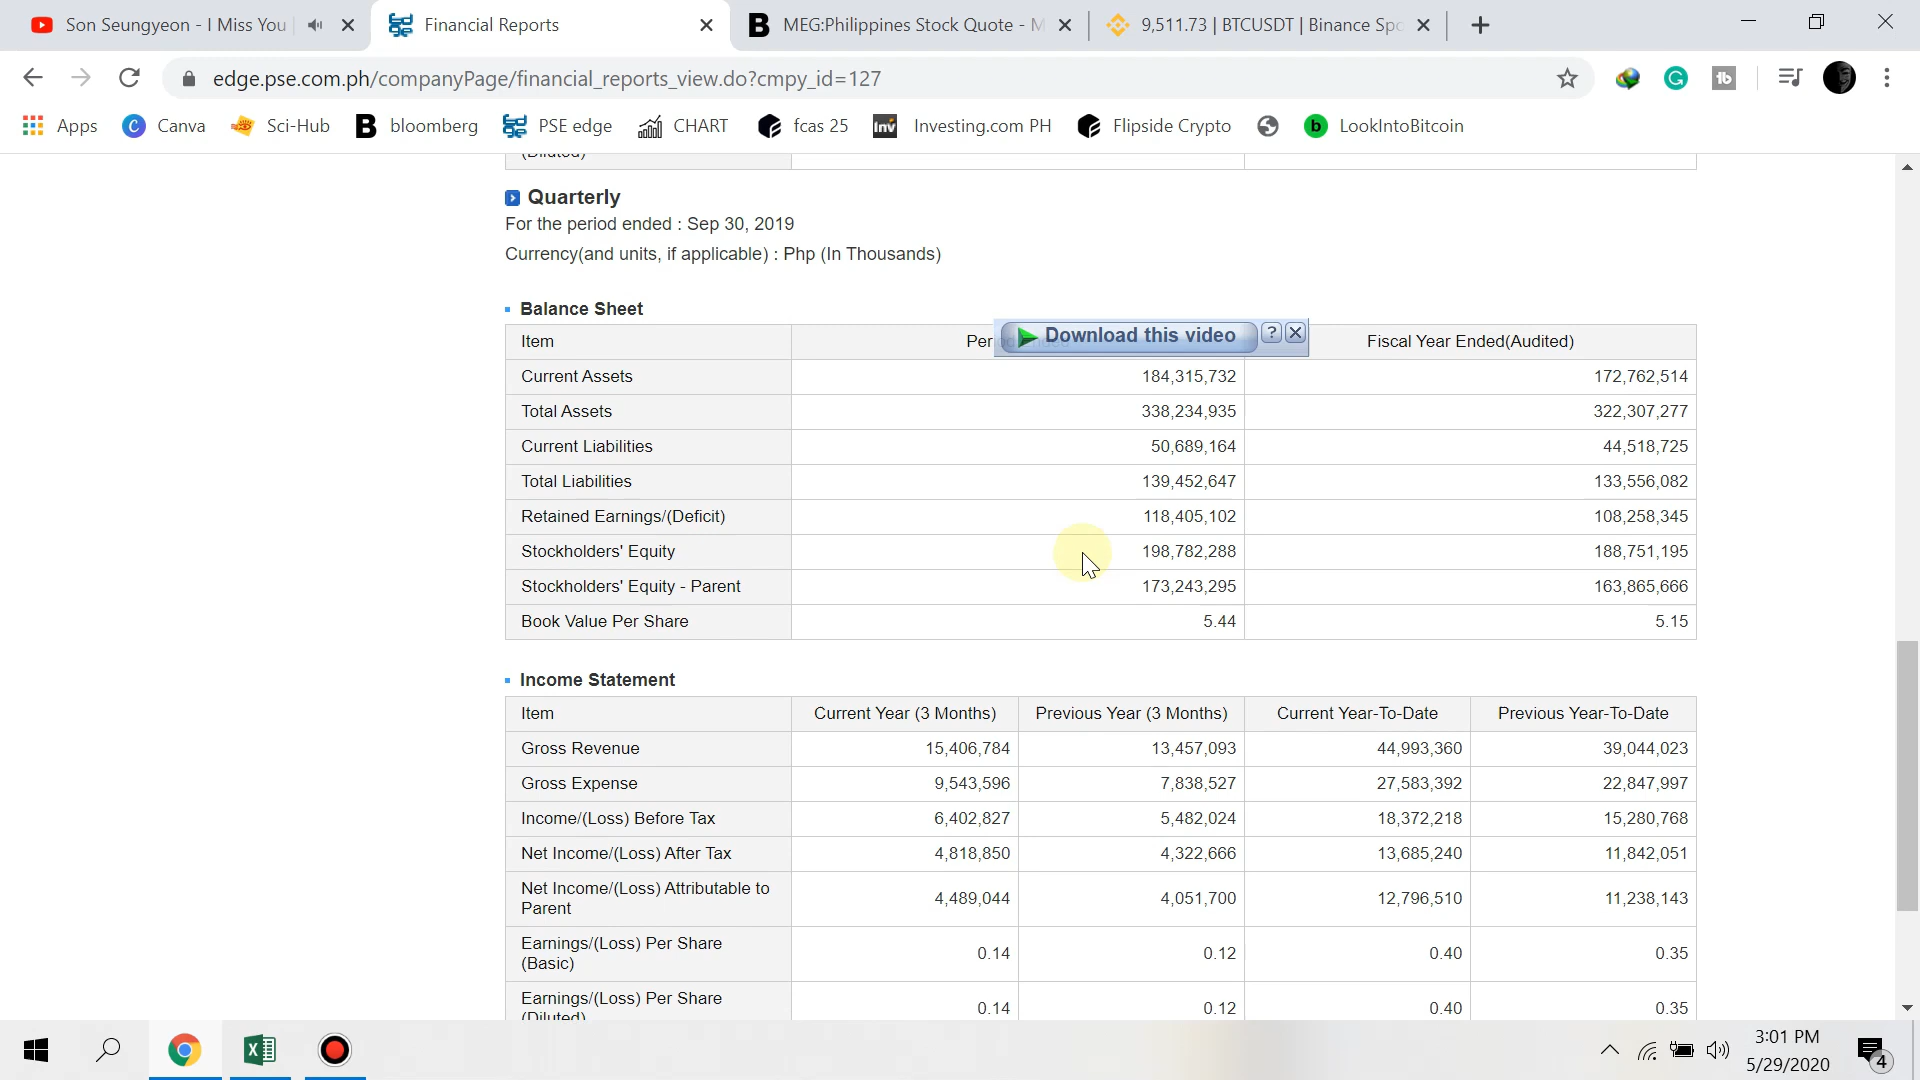 Son Seungyeon - I Miss You
Financial Reports
MEG:Philippines Stock Quote - M
9,511.73 | BTCUSDT | Binance Spo
edge.pse.com.ph/companyPage/financial_reports_view.do?cmpy_id=127
Apps Canva Sci-Hub bloomberg PSE edge CHART fcas 25 Investing.com PH Flipside Crypto LookIntoBitcoin
(Diluted)
Quarterly
For the period ended : Sep 30, 2019
Currency(and units, if applicable) : Php (In Thousands)
Balance Sheet
Download this video ?
Item Per Fiscal Year Ended(Audited)
Current Assets 184,315,732 172,762,514
Total Assets 338,234,935 322,307,277
Current Liabilities 50,689,164 44,518,725
Total Liabilities 139,452,647 133,556,082
Retained Earnings/(Deficit) 118,405,102 108,258,345
Stockholders' Equity 198,782,288 188,751,195
Stockholders' Equity - Parent 173,243,295 163,865,666
Book Value Per Share 5.44 5.15
Income Statement
Item Current Year (3 Months) Previous Year (3 Months) Current Year-To-Date Previous Year-To-Date
Gross Revenue 15,406,784 13,457,093 44,993,360 39,044,023
Gross Expense 9,543,596 7,838,527 27,583,392 22,847,997
Income/(Loss) Before Tax 6,402,827 5,482,024 18,372,218 15,280,768
Net Income/(Loss) After Tax 4,818,850 4,322,666 13,685,240 11,842,051
Net Income/(Loss) Attributable to
Parent 4,489,044 4,051,700 12,796,510 11,238,143
Earnings/(Loss) Per Share
(Basic) 0.14 0.12 0.40 0.35
Earnings/(Loss) Per Share
(Diluted) 0.14 0.12 0.40 0.35
3:01 PM
5/29/2020
4